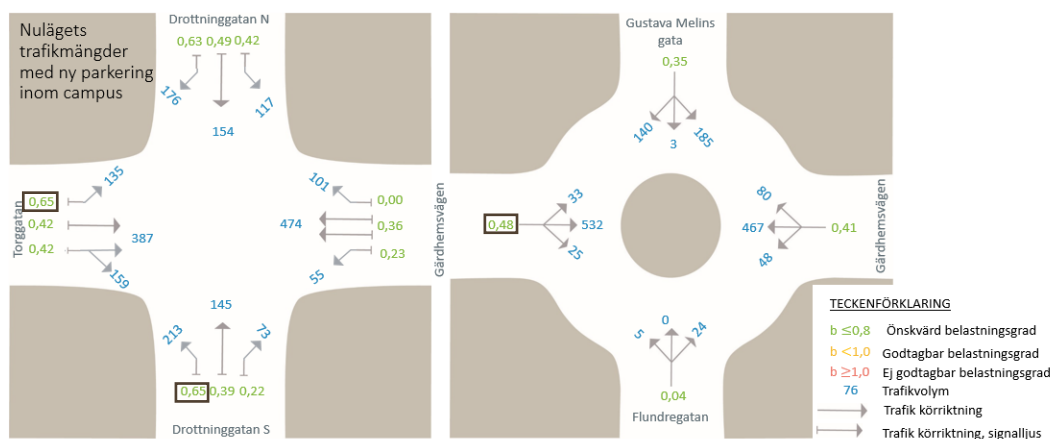 Nulägets
trafikmängder
med ny parkering
inom campus
Drottninggatan N
0,63 0,49 0,42
176
117
154
135
0,65
Torggatan
0,42
387
0,42
159
101
0,00
474
0,36
0,23
55
Gärdhemsvägen
145
213
73
0,65 0,39 0,22
Drottninggatan S
Gustava Melins
gata
0,35
140
3
185
33
0,48
532
25
80
467
0,41
48
Gärdhemsvägen
0
5
24
0,04
Flundregatan
TECKENFÖRKLARING
b ≤0,8 Önskvärd belastningsgrad
b <1,0 Godtagbar belastningsgrad
b ≥1,0 Ej godtagbar belastningsgrad
76 Trafikvolym
Trafik körriktning
Trafik körriktning, signalljus